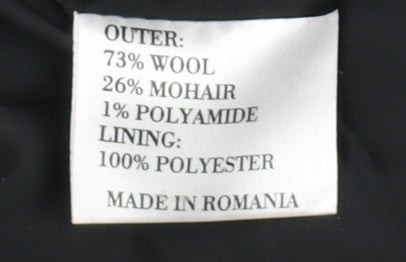 OUTER:
73% WOOL
26% MOHAIR
1% POLYAMIDE
LINING:
100% POLYESTER
MADE IN ROMANIA